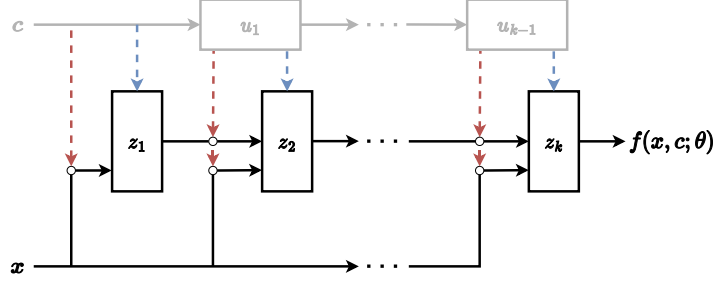 c u₁ · · · uₖ₋₁
z₁ z₂ · · · zₖ f(x, c; θ)
x · · ·